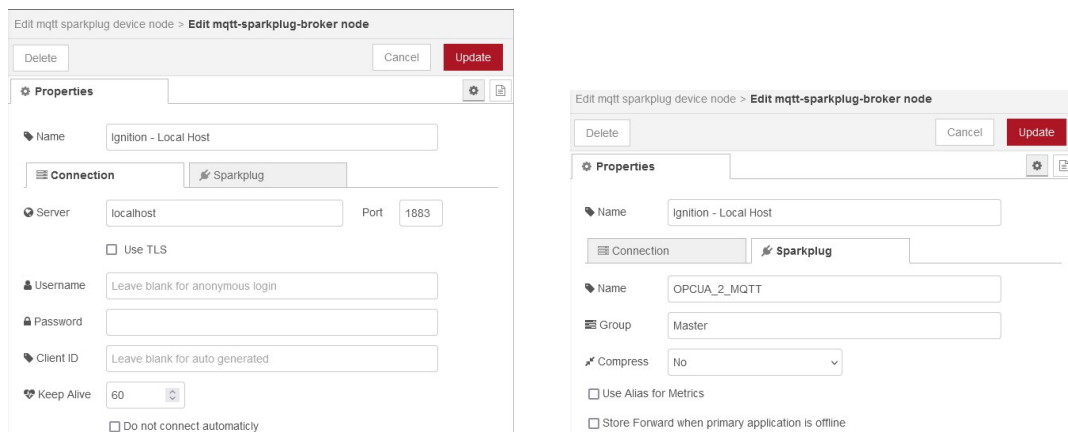 Edit mqtt sparkplug device node > Edit mqtt-sparkplug-broker node
Delete Cancel Update
Properties
Name Ignition - Local Host
Connection Sparkplug
Server localhost Port 1883
Use TLS
Username Leave blank for anonymous login
Password
Client ID Leave blank for auto generated
Keep Alive 60
Do not connect automaticly
Edit mqtt sparkplug device node > Edit mqtt-sparkplug-broker node
Delete Cancel Update
Properties
Name Ignition - Local Host
Connection Sparkplug
Name OPCUA_2_MQTT
Group Master
Compress No
Use Alias for Metrics
Store Forward when primary application is offline